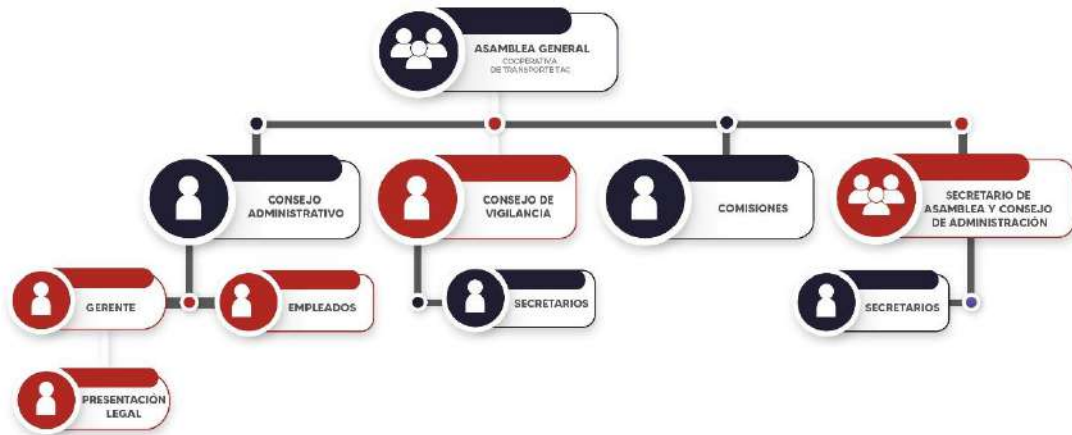 ASAMBLEA GENERAL
COOPERATIVA
DE TRANSPORTE TAC
CONSEJO
ADMINISTRATIVO
CONSEJO DE
VIGILANCIA
COMISIONES
SECRETARIO DE
ASAMBLEA Y CONSEJO
DE ADMINISTRACIÓN
GERENTE
EMPLEADOS
SECRETARIOS
SECRETARIOS
PRESENTACIÓN
LEGAL